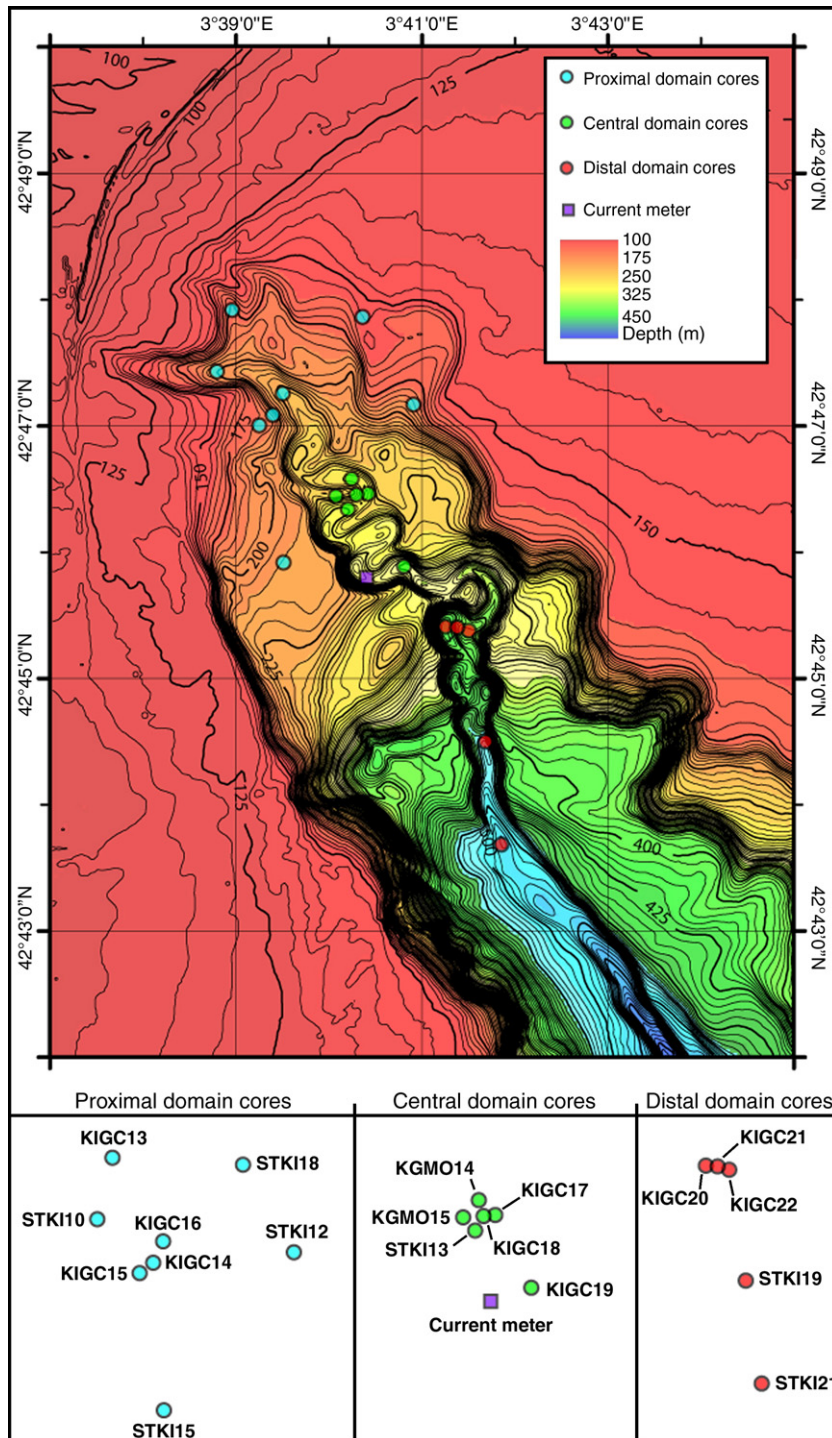 3°39'0"E
3°41'0"E
3°43'0"E
100
100
125
Proximal domain cores
Central domain cores
Distal domain cores
Current meter
100
175
250
325
450
Depth (m)
42°49'0"N
42°49'0"N
42°47'0"N
42°47'0"N
175
125
150
150
200
42°45'0"N
42°45'0"N
225
125
400
425
42°43'0"N
42°43'0"N
Proximal domain cores
Central domain cores
Distal domain cores
KIGC13
STKI18
STKI10
KIGC16
STKI12
KIGC15
KIGC14
STKI15
KGMO14
KIGC17
KGMO15
STKI13
KIGC18
KIGC19
Current meter
KIGC21
KIGC20
KIGC22
STKI19
STKI21